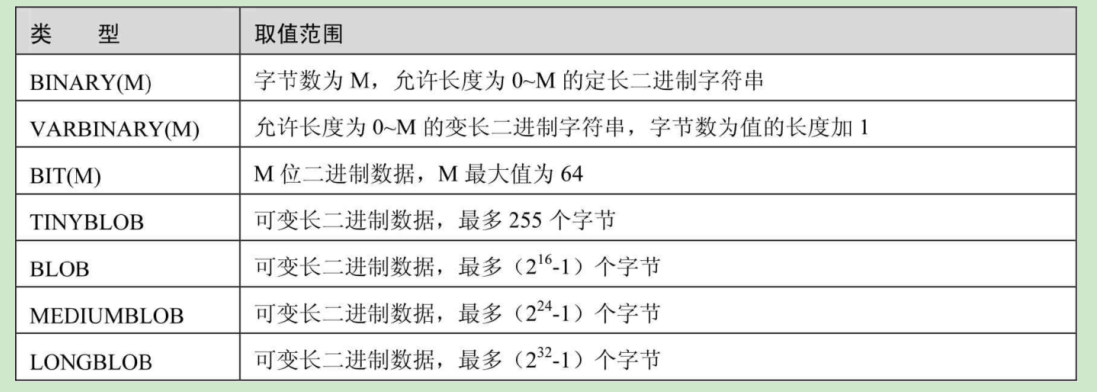 类 型 取值范围
BINARY(M) 字节数为 M，允许长度为 0~M 的定长二进制字符串
VARBINARY(M) 允许长度为 0~M 的变长二进制字符串，字节数为值的长度加 1
BIT(M) M 位二进制数据，M 最大值为 64
TINYBLOB 可变长二进制数据，最多 255 个字节
BLOB 可变长二进制数据，最多（2¹⁶-1）个字节
MEDIUMBLOB 可变长二进制数据，最多（2²⁴-1）个字节
LONGBLOB 可变长二进制数据，最多（2³²-1）个字节